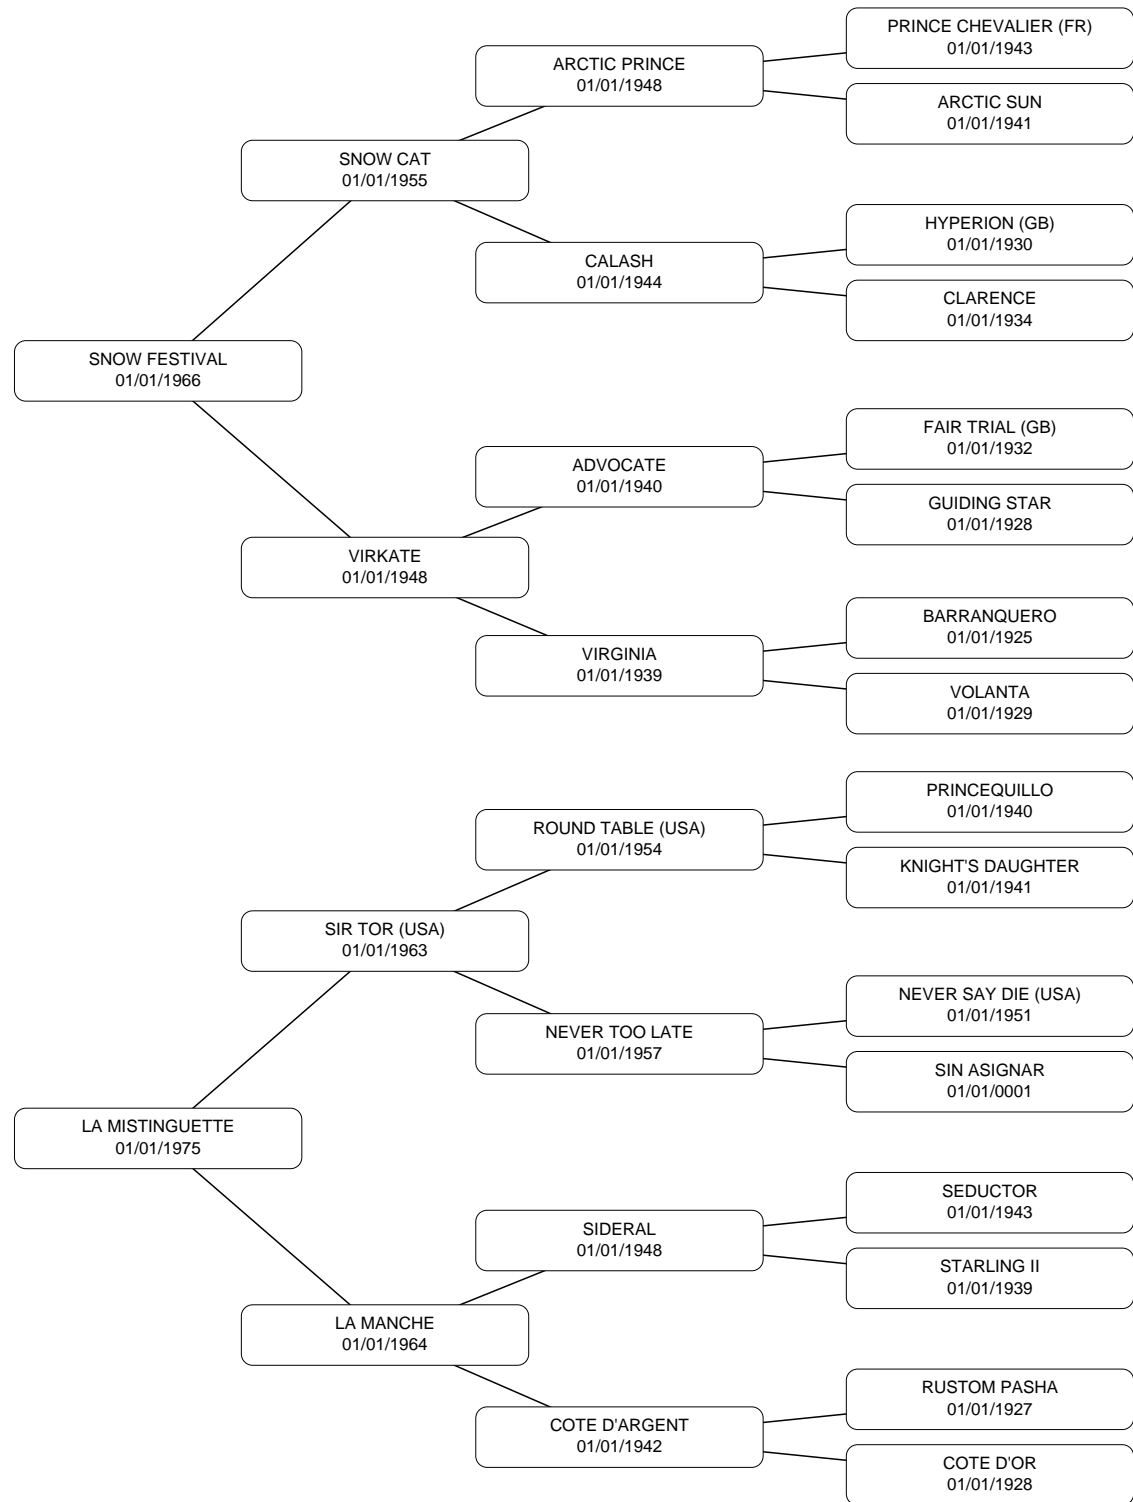 PRINCE CHEVALIER (FR)
01/01/1943
ARCTIC PRINCE
01/01/1948
ARCTIC SUN
01/01/1941
SNOW CAT
01/01/1955
HYPERION (GB)
01/01/1930
CALASH
01/01/1944
CLARENCE
01/01/1934
SNOW FESTIVAL
01/01/1966
FAIR TRIAL (GB)
01/01/1932
ADVOCATE
01/01/1940
GUIDING STAR
01/01/1928
VIRKATE
01/01/1948
BARRANQUERO
01/01/1925
VIRGINIA
01/01/1939
VOLANTA
01/01/1929
PRINCEQUILLO
01/01/1940
ROUND TABLE (USA)
01/01/1954
KNIGHT'S DAUGHTER
01/01/1941
SIR TOR (USA)
01/01/1963
NEVER SAY DIE (USA)
01/01/1951
NEVER TOO LATE
01/01/1957
SIN ASIGNAR
01/01/0001
LA MISTINGUETTE
01/01/1975
SEDUCTOR
01/01/1943
SIDERAL
01/01/1948
STARLING II
01/01/1939
LA MANCHE
01/01/1964
RUSTOM PASHA
01/01/1927
COTE D'ARGENT
01/01/1942
COTE D'OR
01/01/1928